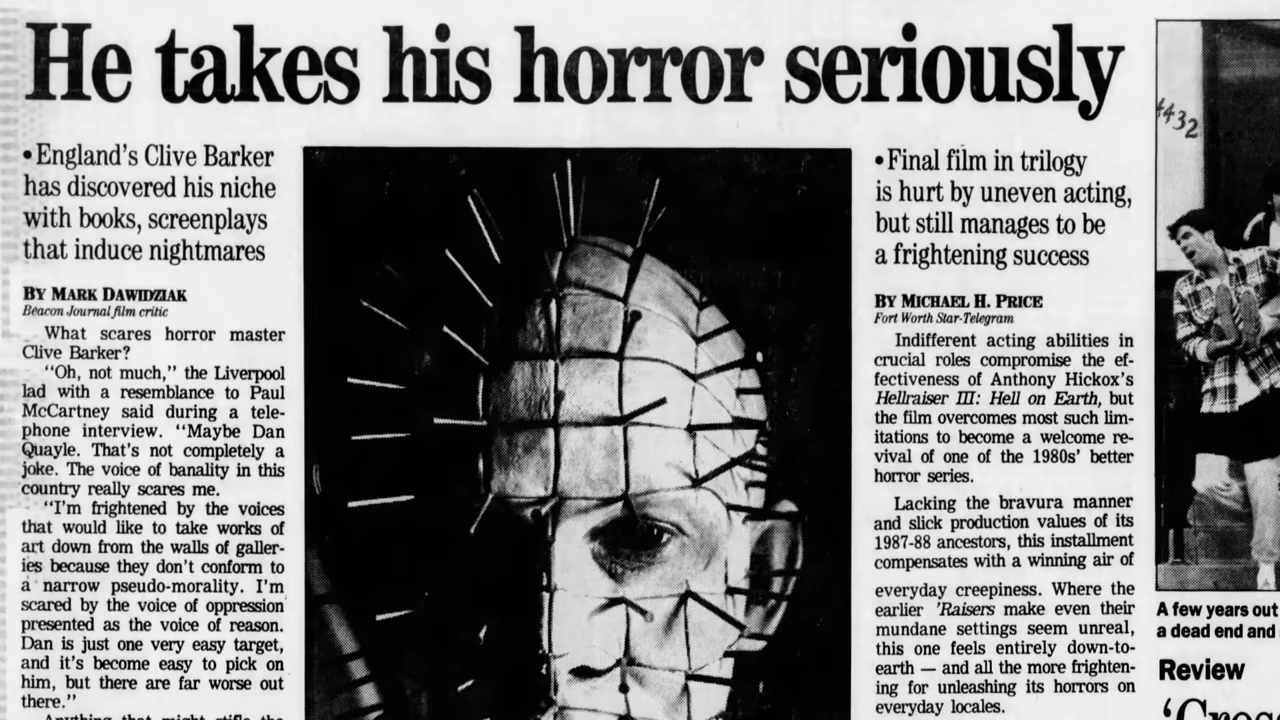 He takes his horror seriously
• England's Clive Barker
has discovered his niche
with books, screenplays
that induce nightmares
BY MARK DAWIDZIAK
Beacon Journal film critic
What scares horror master
Clive Barker?
"Oh, not much," the Liverpool
lad with a resemblance to Paul
McCartney said during a tele-
phone interview. "Maybe Dan
Quayle. That's not completely a
joke. The voice of banality in this
country really scares me.
"I'm frightened by the voices
that would like to take works of
art down from the walls of galler-
ies because they don't conform to
a narrow pseudo-morality. I'm
scared by the voice of oppression
presented as the voice of reason.
Dan is just one very easy target,
and it's become easy to pick on
him, but there are far worse out
there."
Anything that might stifle the
• Final film in trilogy
is hurt by uneven acting,
but still manages to be
a frightening success
BY MICHAEL H. PRICE
Fort Worth Star-Telegram
Indifferent acting abilities in
crucial roles compromise the ef-
fectiveness of Anthony Hickox's
Hellraiser III: Hell on Earth, but
the film overcomes most such lim-
itations to become a welcome re-
vival of one of the 1980s' better
horror series.
Lacking the bravura manner
and slick production values of its
1987-88 ancestors, this installment
compensates with a winning air of
everyday creepiness. Where the
earlier 'Raisers make even their
mundane settings seem unreal,
this one feels entirely down-to-
earth — and all the more frighten-
ing for unleashing its horrors on
everyday locales.
432
A few years out
a dead end and
Review